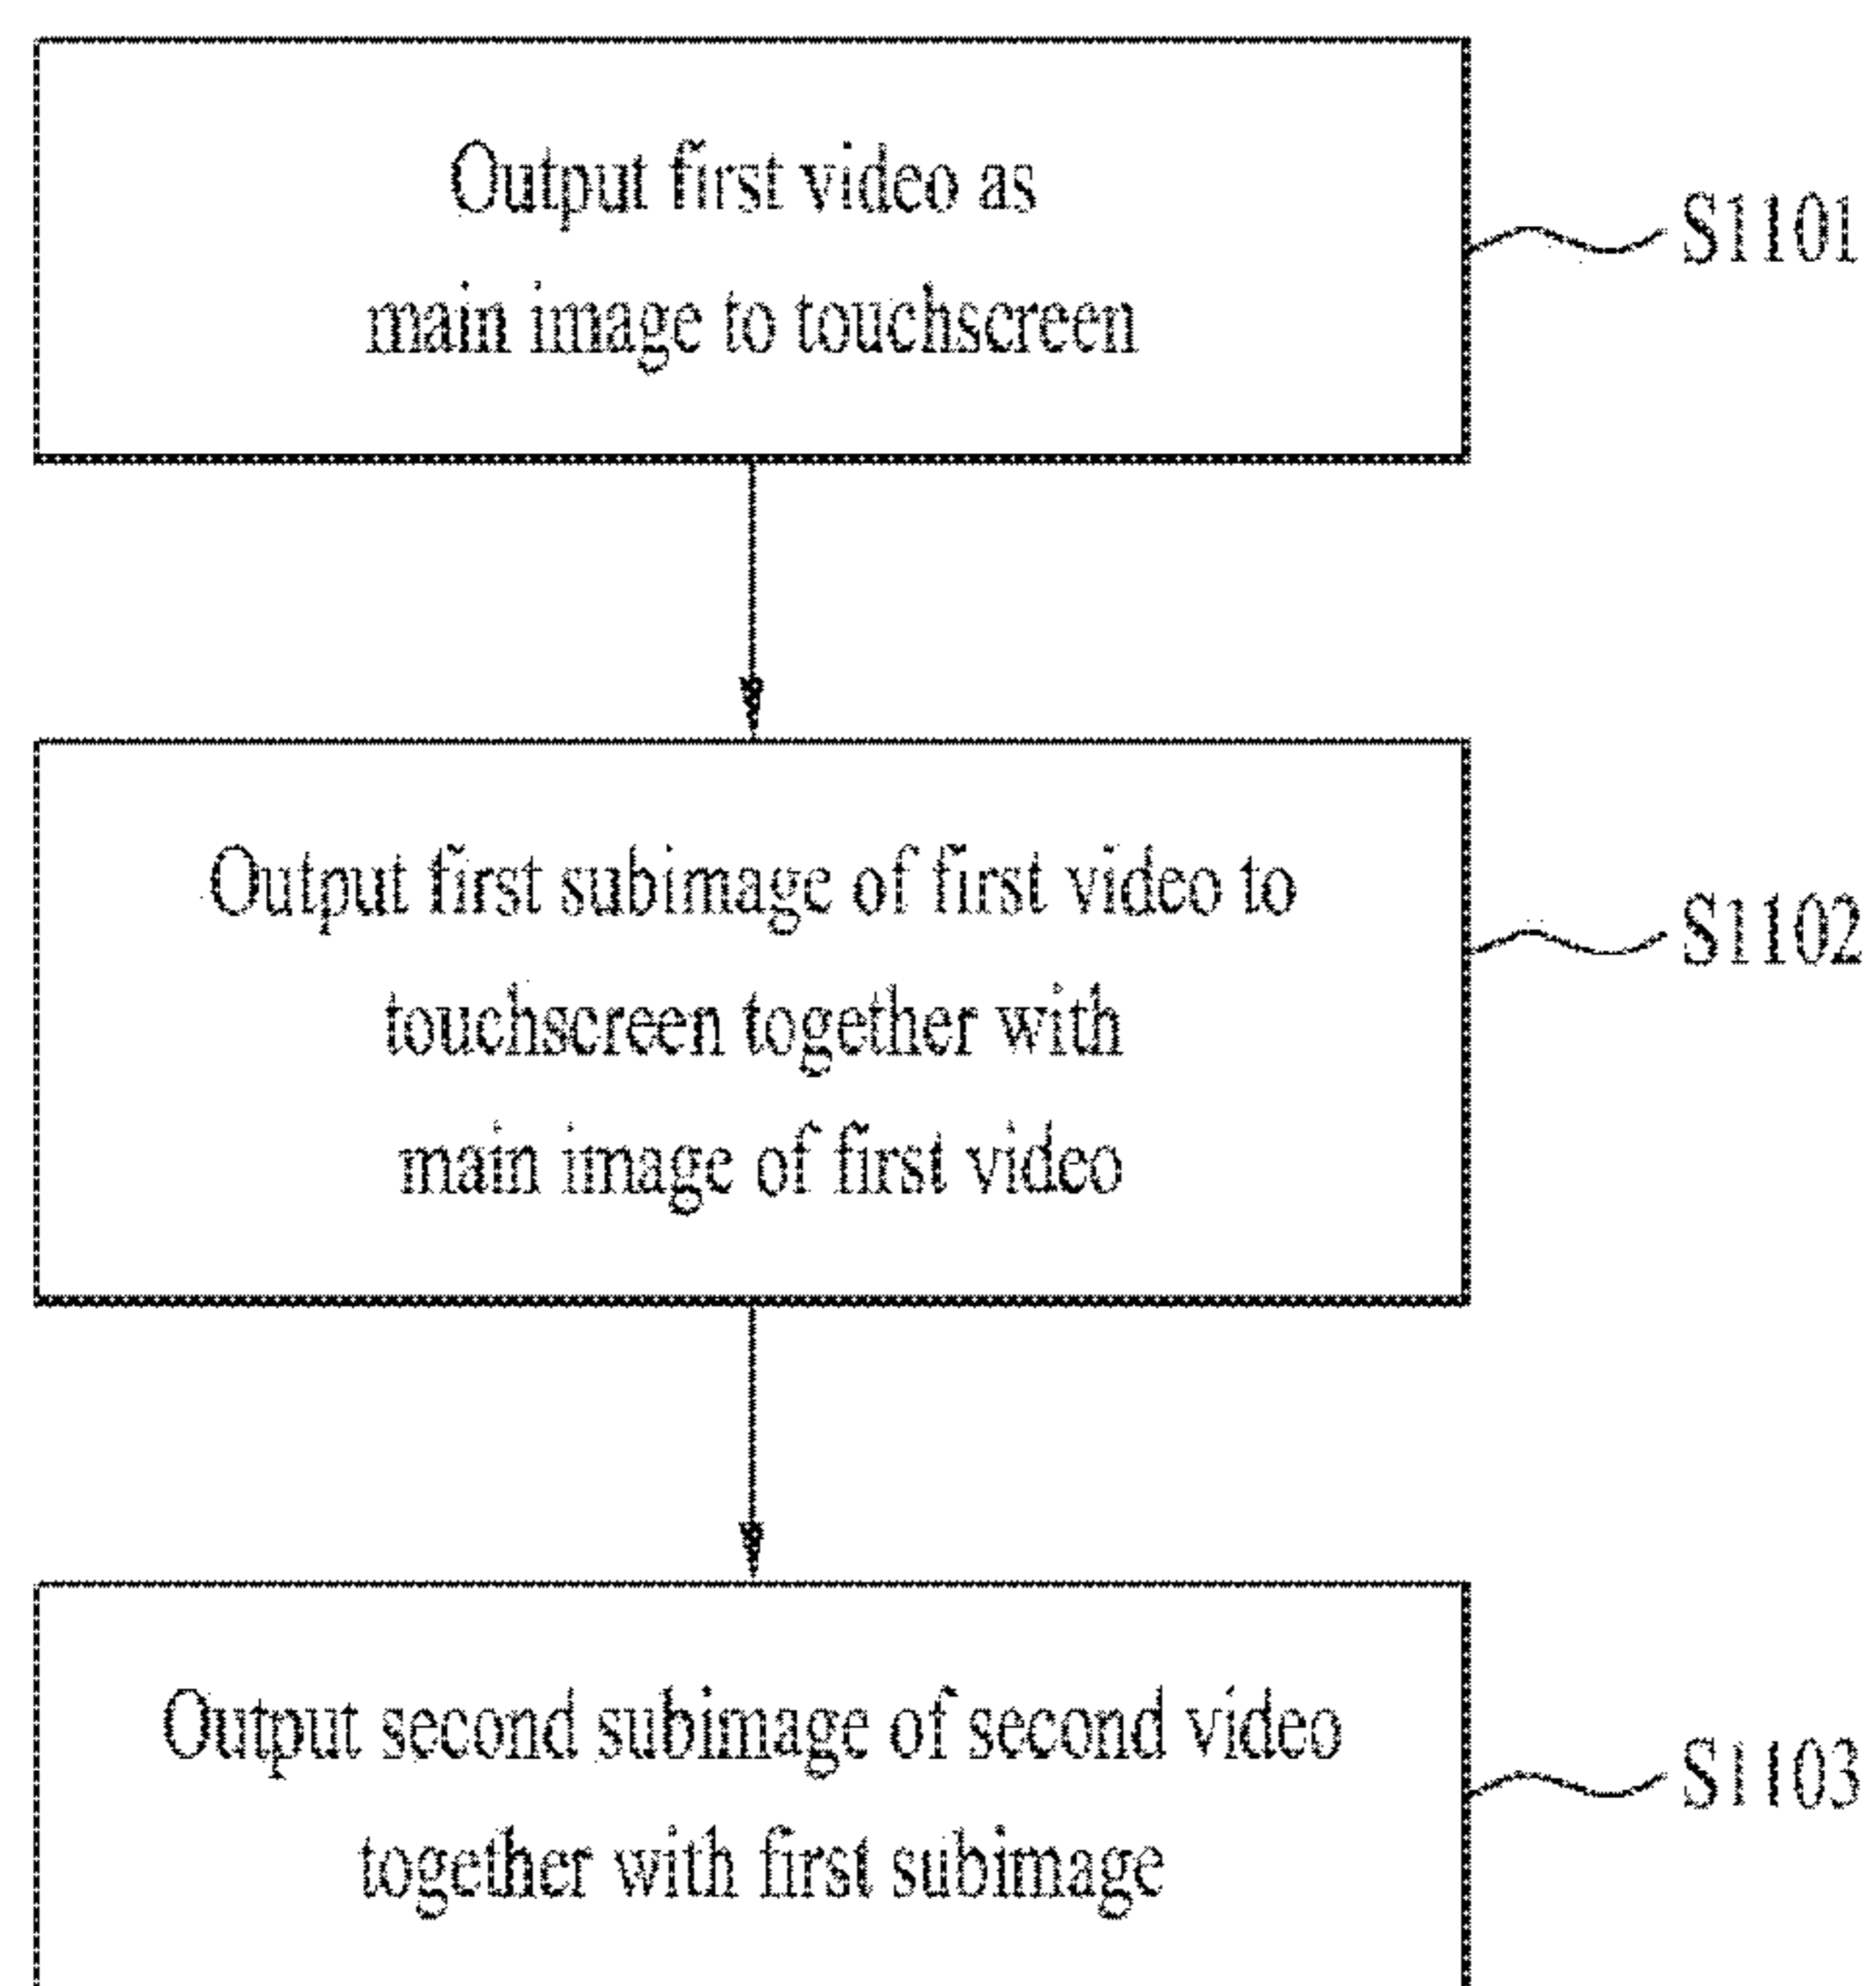 Output first video as
main image to touchscreen
S1101
Output first subimage of first video to
touchscreen together with
main image of first video
S1102
Output second subimage of second video
together with first subimage
S1103